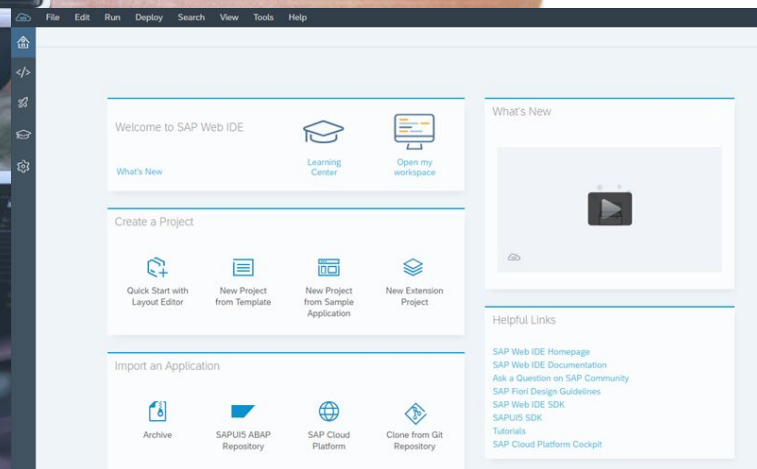 File Edit Run Deploy Search View Tools Help
Welcome to SAP Web IDE
What's New
Learning
Center
Open my
workspace
Create a Project
Quick Start with
Layout Editor
New Project
from Template
New Project
from Sample
Application
New Extension
Project
Import an Application
Archive
SAPUI5 ABAP
Repository
SAP Cloud
Platform
Clone from Git
Repository
What's New
Helpful Links
SAP Web IDE Homepage
SAP Web IDE Documentation
Ask a Question on SAP Community
SAP Fiori Design Guidelines
SAP Web IDE SDK
SAPUI5 SDK
Tutorials
SAP Cloud Platform Cockpit